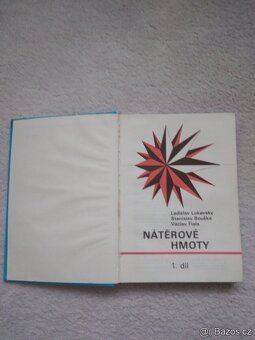 Ladislav Lukavský
Stanislav Bouška
Václav Fiala
NÁTĚROVÉ
HMOTY
1. díl
Bazos.cz